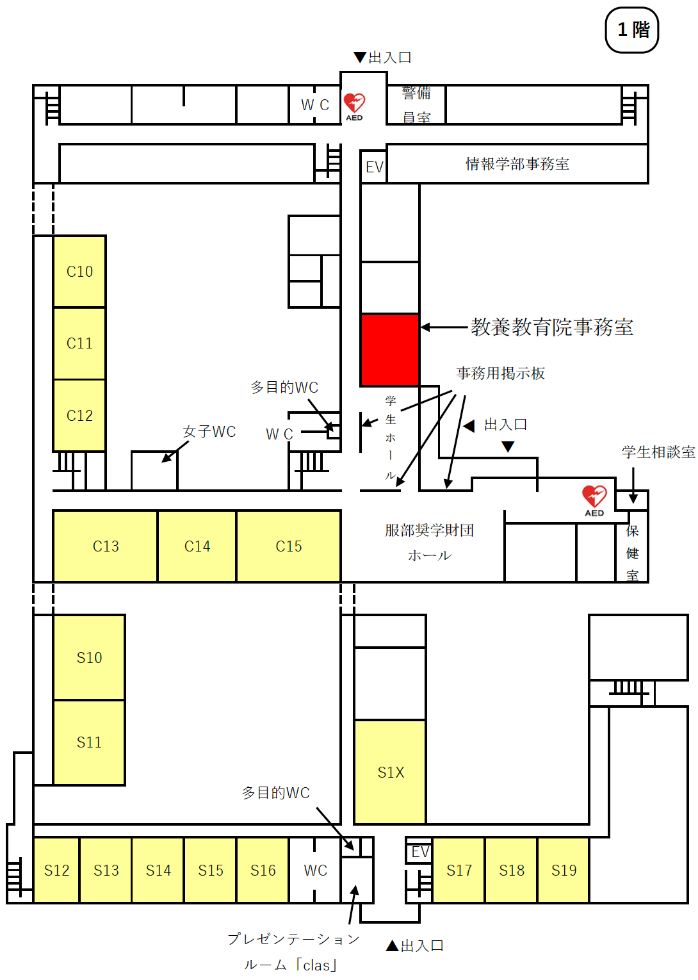 1階
▼出入口
WC
AED
警備
員室
EV
情報学部事務室
C10
C11
教養教育院事務室
事務用掲示板
多目的WC
C12
学生ホール
女子WC
WC
◀ 出入口
▼
学生相談室
AED
C13
C14
C15
服部奨学財団
ホール
保健室
S10
S11
S1X
多目的WC
EV
S12
S13
S14
S15
S16
WC
S17
S18
S19
プレゼンテーション
ルーム「clas」
▲出入口